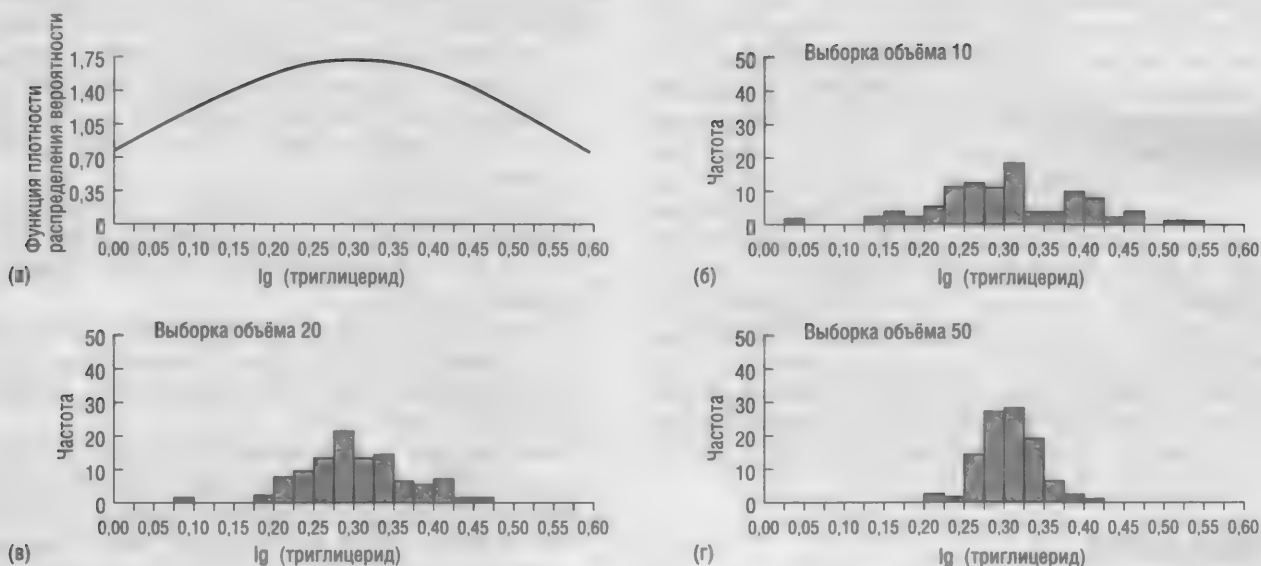 Функция плотности
распределения вероятности
1,75
1,40
1,05
0,70
0,35
0
0,00 0,05 0,10 0,15 0,20 0,25 0,30 0,35 0,40 0,45 0,50 0,55 0,60
lg (триглицерид)
(а)
Выборка объёма 10
Частота
50
40
30
20
10
0
0,00 0,05 0,10 0,15 0,20 0,25 0,30 0,35 0,40 0,45 0,50 0,55 0,60
lg (триглицерид)
(б)
Выборка объёма 20
Частота
50
40
30
20
10
0
0,00 0,05 0,10 0,15 0,20 0,25 0,30 0,35 0,40 0,45 0,50 0,55 0,60
lg (триглицерид)
(в)
Выборка объёма 50
Частота
50
40
30
20
10
0
0,00 0,05 0,10 0,15 0,20 0,25 0,30 0,35 0,40 0,45 0,50 0,55 0,60
lg (триглицерид)
(г)